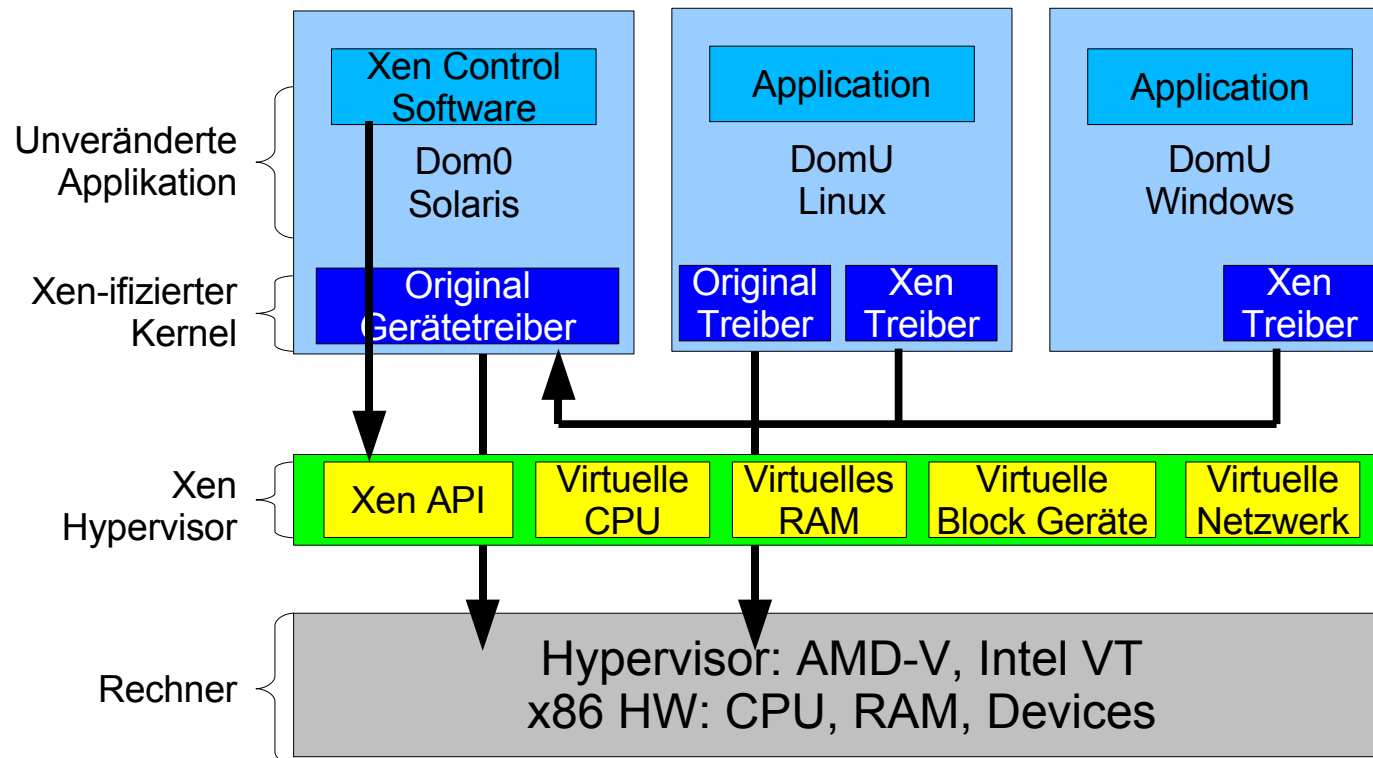 Unveränderte
Applikation
Xen Control
Software
Dom0
Solaris
Application
DomU
Linux
Application
DomU
Windows
Xen-ifizierter
Kernel
Original
Gerätetreiber
Original
Treiber
Xen
Treiber
Xen
Treiber
Xen
Hypervisor
Xen API
Virtuelle
CPU
Virtuelles
RAM
Virtuelle
Block Geräte
Virtuelle
Netzwerk
Rechner
Hypervisor: AMD-V, Intel VT
x86 HW: CPU, RAM, Devices